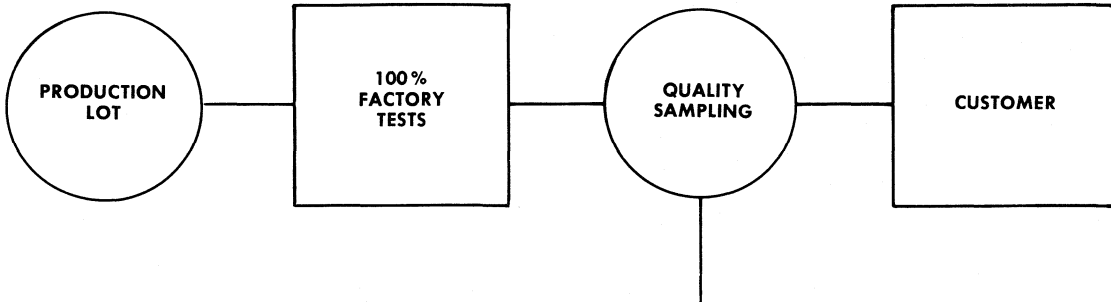 PRODUCTION
LOT
100%
FACTORY
TESTS
QUALITY
SAMPLING
CUSTOMER